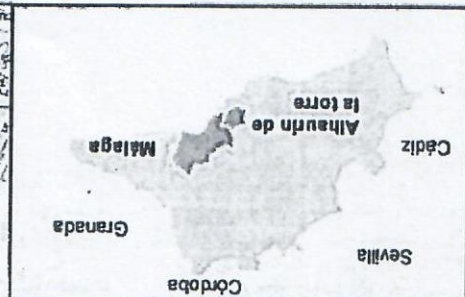 Córdoba
Sevilla
Granada
Cádiz
Málaga
Alhaurín de
la torre